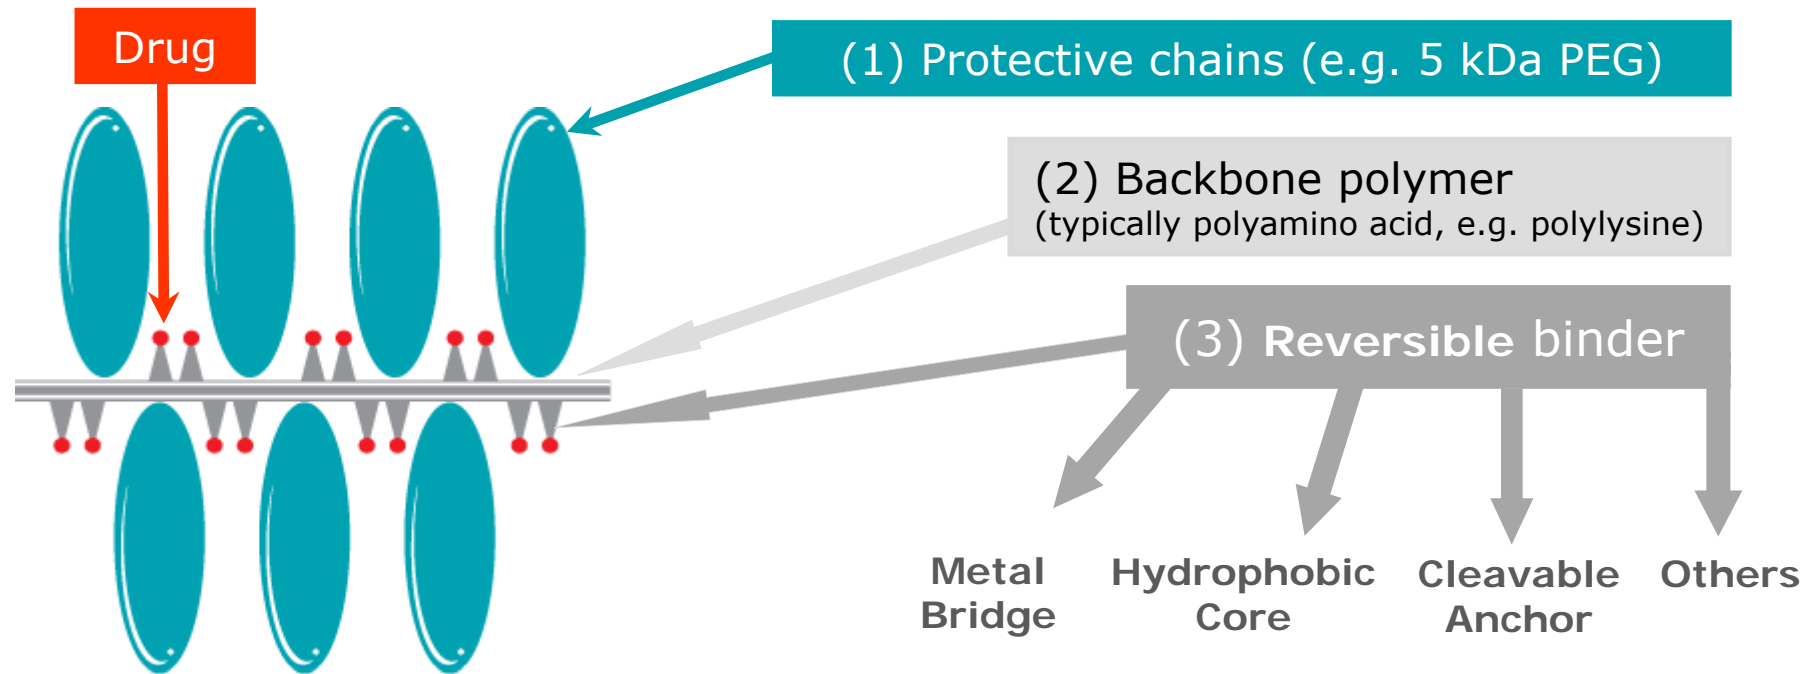 Drug
(1) Protective chains (e.g. 5 kDa PEG)
(2) Backbone polymer
(typically polyamino acid, e.g. polylysine)
(3) Reversible binder
Metal
Bridge
Hydrophobic
Core
Cleavable
Anchor
Others